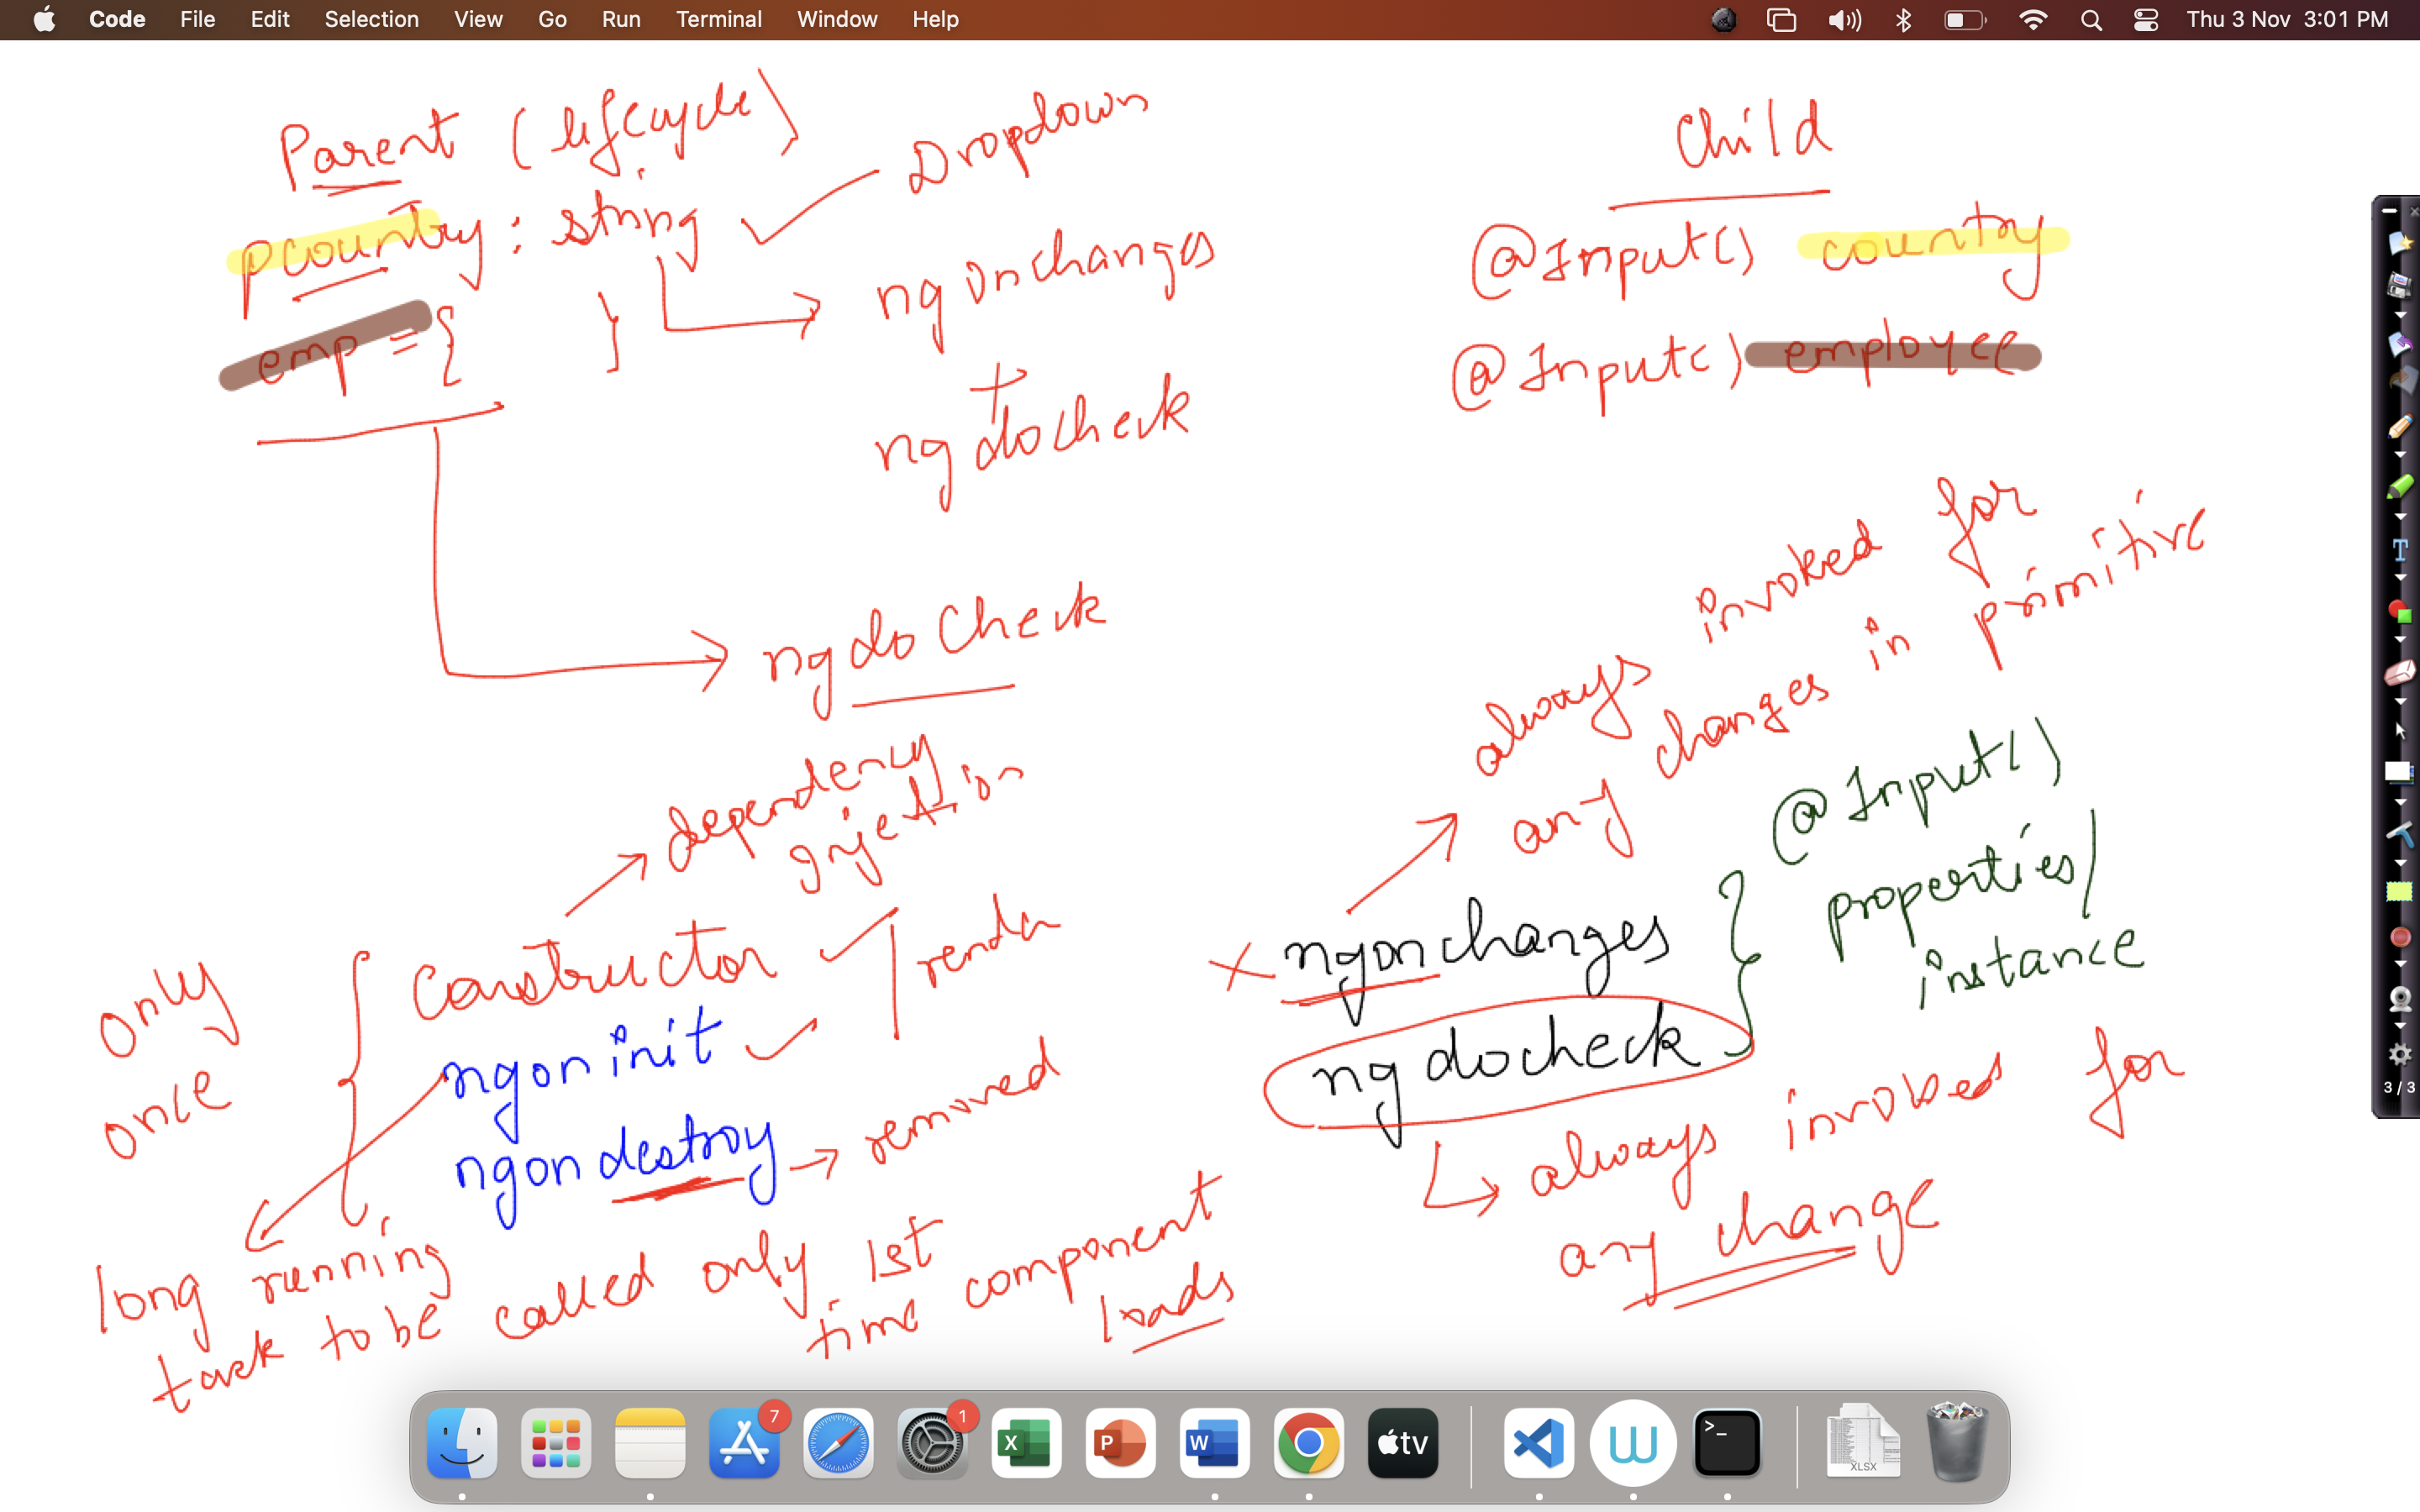 Code File Edit Selection View Go Run Terminal Window Help Thu 3 Nov 3:01 PM
Parent (lifecycle)
pcountry : string
Dropdown
emp = { }
ngonchanges
+
ngdocheck
ngdo Check
Child
@Input() country
@Input() employee
always invoked for
any changes in primitive
@Input()
properties/
instance
ngonchanges
ngdocheck
always invoked for
any change
dependency
Injection
only
once
Constructor
render
ngoninit
ngondestroy → removed
long running
task to be called only 1st
time component
loads
3 / 3
7
1
X
P
W
tv
W
>_
XLSX
T